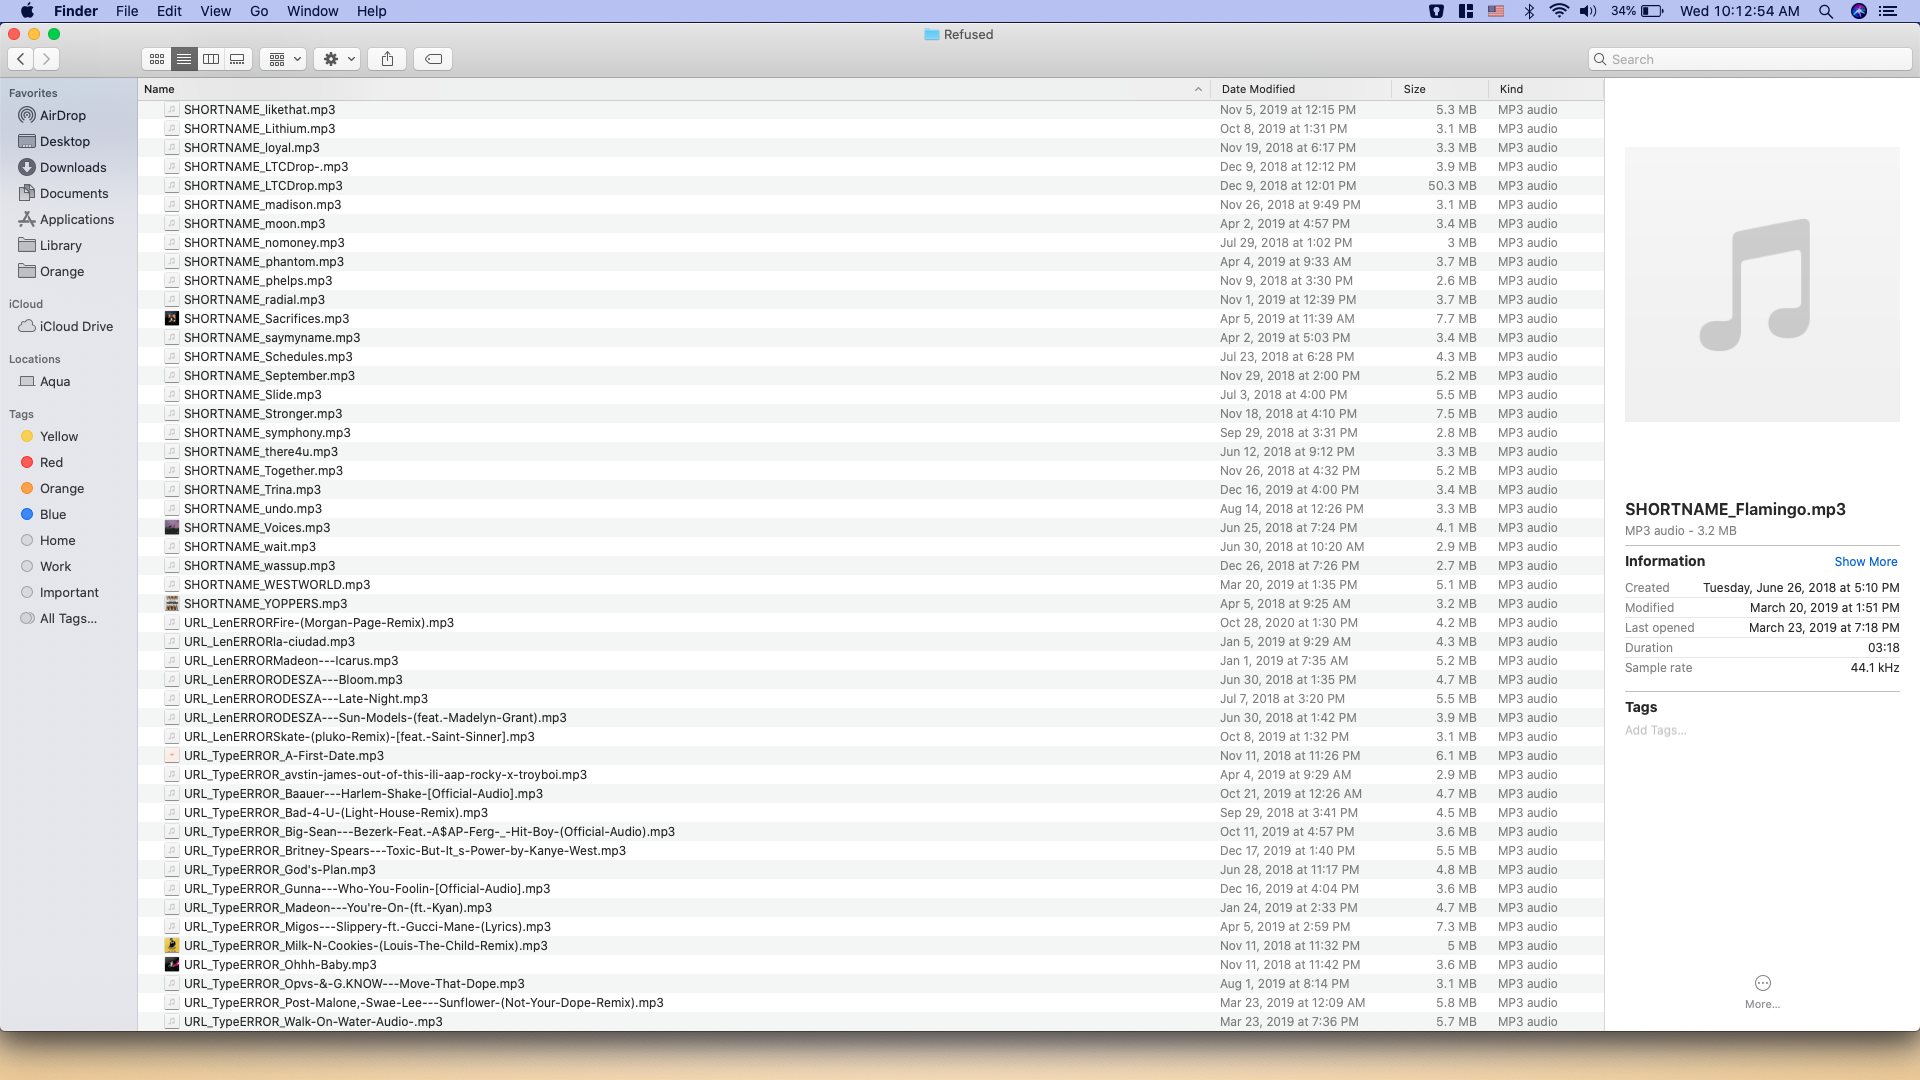 Finder File Edit View Go Window Help 34% Wed 10:12:54 AM
Refused
Search
Favorites
AirDrop
Desktop
Downloads
Documents
Applications
Library
Orange
iCloud
iCloud Drive
Locations
Aqua
Tags
Yellow
Red
Orange
Blue
Home
Work
Important
All Tags...
Name Date Modified Size Kind
SHORTNAME_likethat.mp3 Nov 5, 2019 at 12:15 PM 5.3 MB MP3 audio
SHORTNAME_Lithium.mp3 Oct 8, 2019 at 1:31 PM 3.1 MB MP3 audio
SHORTNAME_loyal.mp3 Nov 19, 2018 at 6:17 PM 3.3 MB MP3 audio
SHORTNAME_LTCDrop-.mp3 Dec 9, 2018 at 12:12 PM 3.9 MB MP3 audio
SHORTNAME_LTCDrop.mp3 Dec 9, 2018 at 12:01 PM 50.3 MB MP3 audio
SHORTNAME_madison.mp3 Nov 26, 2018 at 9:49 PM 3.1 MB MP3 audio
SHORTNAME_moon.mp3 Apr 2, 2019 at 4:57 PM 3.4 MB MP3 audio
SHORTNAME_nomoney.mp3 Jul 29, 2018 at 1:02 PM 3 MB MP3 audio
SHORTNAME_phantom.mp3 Apr 4, 2019 at 9:33 AM 3.7 MB MP3 audio
SHORTNAME_phelps.mp3 Nov 9, 2018 at 3:30 PM 2.6 MB MP3 audio
SHORTNAME_radial.mp3 Nov 1, 2019 at 12:39 PM 3.7 MB MP3 audio
SHORTNAME_Sacrifices.mp3 Apr 5, 2019 at 11:39 AM 7.7 MB MP3 audio
SHORTNAME_saymyname.mp3 Apr 2, 2019 at 5:03 PM 3.4 MB MP3 audio
SHORTNAME_Schedules.mp3 Jul 23, 2018 at 6:28 PM 4.3 MB MP3 audio
SHORTNAME_September.mp3 Nov 29, 2018 at 2:00 PM 5.2 MB MP3 audio
SHORTNAME_Slide.mp3 Jul 3, 2018 at 4:00 PM 5.5 MB MP3 audio
SHORTNAME_Stronger.mp3 Nov 18, 2018 at 4:10 PM 7.5 MB MP3 audio
SHORTNAME_symphony.mp3 Sep 29, 2018 at 3:31 PM 2.8 MB MP3 audio
SHORTNAME_there4u.mp3 Jun 12, 2018 at 9:12 PM 3.3 MB MP3 audio
SHORTNAME_Together.mp3 Nov 26, 2018 at 4:32 PM 5.2 MB MP3 audio
SHORTNAME_Trina.mp3 Dec 16, 2019 at 4:00 PM 3.4 MB MP3 audio
SHORTNAME_undo.mp3 Aug 14, 2018 at 12:26 PM 3.3 MB MP3 audio
SHORTNAME_Voices.mp3 Jun 25, 2018 at 7:24 PM 4.1 MB MP3 audio
SHORTNAME_wait.mp3 Jun 30, 2018 at 10:20 AM 2.9 MB MP3 audio
SHORTNAME_wassup.mp3 Dec 26, 2018 at 7:26 PM 2.7 MB MP3 audio
SHORTNAME_WESTWORLD.mp3 Mar 20, 2019 at 1:35 PM 5.1 MB MP3 audio
SHORTNAME_YOPPERS.mp3 Apr 5, 2018 at 9:25 AM 3.2 MB MP3 audio
URL_LenERRORFire-(Morgan-Page-Remix).mp3 Oct 28, 2020 at 1:30 PM 4.2 MB MP3 audio
URL_LenERRORla-ciudad.mp3 Jan 5, 2019 at 9:29 AM 4.3 MB MP3 audio
URL_LenERRORMadeon---Icarus.mp3 Jan 1, 2019 at 7:35 AM 5.2 MB MP3 audio
URL_LenERRORODESZA---Bloom.mp3 Jun 30, 2018 at 1:35 PM 4.7 MB MP3 audio
URL_LenERRORODESZA---Late-Night.mp3 Jul 7, 2018 at 3:20 PM 5.5 MB MP3 audio
URL_LenERRORODESZA---Sun-Models-(feat.-Madelyn-Grant).mp3 Jun 30, 2018 at 1:42 PM 3.9 MB MP3 audio
URL_LenERRORSkate-(pluko-Remix)-[feat.-Saint-Sinner].mp3 Oct 8, 2019 at 1:32 PM 3.1 MB MP3 audio
URL_TypeERROR_A-First-Date.mp3 Nov 11, 2018 at 11:26 PM 6.1 MB MP3 audio
URL_TypeERROR_avstin-james-out-of-this-ili-aap-rocky-x-troyboi.mp3 Apr 4, 2019 at 9:29 AM 2.9 MB MP3 audio
URL_TypeERROR_Baauer---Harlem-Shake-[Official-Audio].mp3 Oct 21, 2019 at 12:26 AM 4.7 MB MP3 audio
URL_TypeERROR_Bad-4-U-(Light-House-Remix).mp3 Sep 29, 2018 at 3:41 PM 4.5 MB MP3 audio
URL_TypeERROR_Big-Sean---Bezerk-Feat.-A$AP-Ferg-_-Hit-Boy-(Official-Audio).mp3 Oct 11, 2019 at 4:57 PM 3.6 MB MP3 audio
URL_TypeERROR_Britney-Spears---Toxic-But-It_s-Power-by-Kanye-West.mp3 Dec 17, 2019 at 1:40 PM 5.5 MB MP3 audio
URL_TypeERROR_God's-Plan.mp3 Jun 28, 2018 at 11:17 PM 4.8 MB MP3 audio
URL_TypeERROR_Gunna---Who-You-Foolin-[Official-Audio].mp3 Dec 16, 2019 at 4:04 PM 3.6 MB MP3 audio
URL_TypeERROR_Madeon---You're-On-(ft.-Kyan).mp3 Jan 24, 2019 at 2:33 PM 4.7 MB MP3 audio
URL_TypeERROR_Migos---Slippery-ft.-Gucci-Mane-(Lyrics).mp3 Apr 5, 2019 at 2:59 PM 7.3 MB MP3 audio
URL_TypeERROR_Milk-N-Cookies-(Louis-The-Child-Remix).mp3 Nov 11, 2018 at 11:32 PM 5 MB MP3 audio
URL_TypeERROR_Ohhh-Baby.mp3 Nov 11, 2018 at 11:42 PM 3.6 MB MP3 audio
URL_TypeERROR_Opvs-&-G.KNOW---Move-That-Dope.mp3 Aug 1, 2019 at 8:14 PM 3.1 MB MP3 audio
URL_TypeERROR_Post-Malone,-Swae-Lee---Sunflower-(Not-Your-Dope-Remix).mp3 Mar 23, 2019 at 12:09 AM 5.8 MB MP3 audio
URL_TypeERROR_Walk-On-Water-Audio-.mp3 Mar 23, 2019 at 7:36 PM 5.7 MB MP3 audio
SHORTNAME_Flamingo.mp3
MP3 audio - 3.2 MB
Information Show More
Created Tuesday, June 26, 2018 at 5:10 PM
Modified March 20, 2019 at 1:51 PM
Last opened March 23, 2019 at 7:18 PM
Duration 03:18
Sample rate 44.1 kHz
Tags
Add Tags...
More...